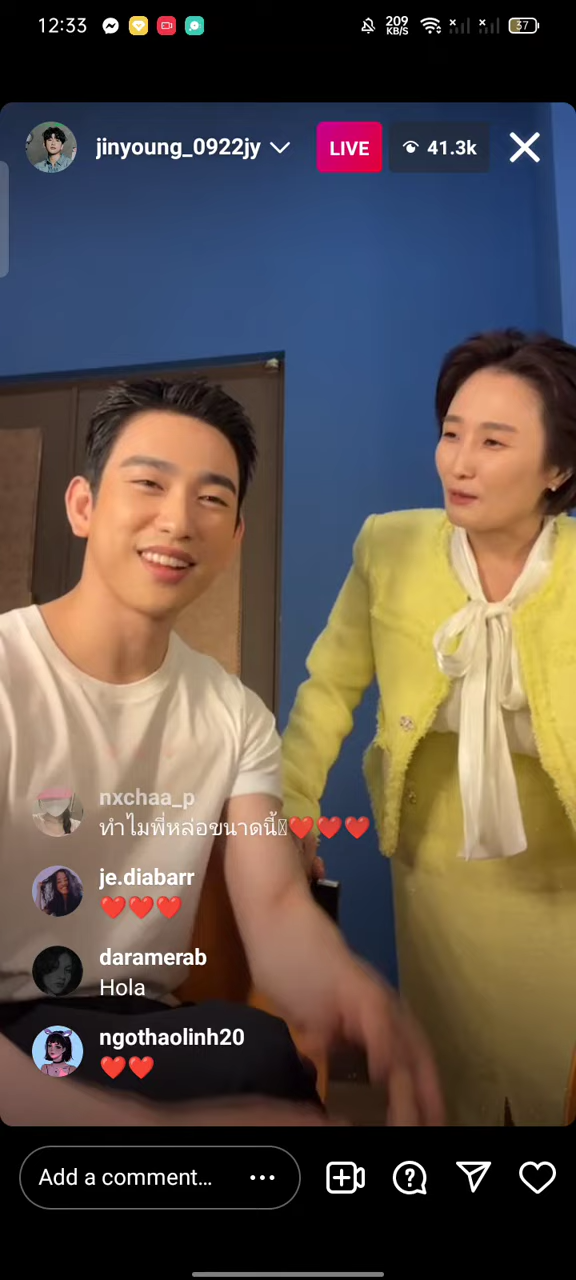 12:33
209
KB/S
37
jinyoung_0922jy
LIVE
41.3k
nxchaa_p
ทำไมพี่หล่อขนาดนี้❤️❤️❤️
je.diabarr
❤️❤️❤️
daramerab
Hola
ngothaolinh20
❤️❤️
Add a comment...